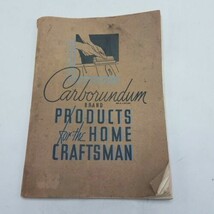 Carborundum
BRAND
PRODUCTS
for the HOME
CRAFTSMAN